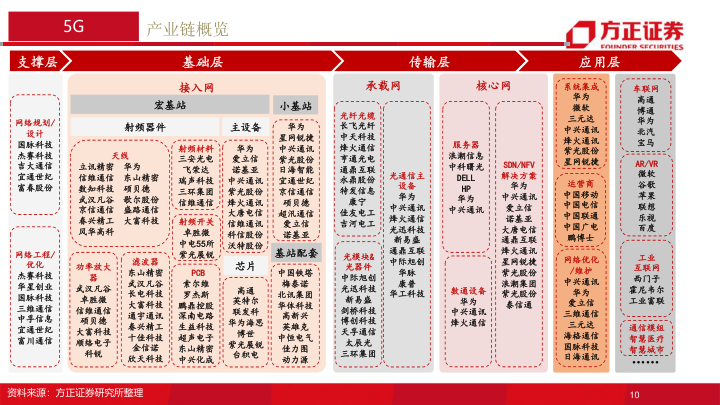 5G
产业链概览
方正证券
FOUNDER SECURITIES
支撑层
基础层
传输层
应用层
网络规划/
设计
国脉科技
杰赛科技
吉大通信
宜通世纪
富春股份
网络工程/
优化
杰赛科技
华星创业
国脉科技
三维通信
中孚信息
宜通世纪
富川通信
接入网
宏基站
小基站
射频器件
主设备
天线
立讯精密 华为
信维通信 东山精密
数知科技 硕贝德
武汉凡谷 歌尔股份
京信通信 盛路通信
春兴精工 大富科技
风华高科
射频材料
三安光电
飞荣达
瑞声科技
三环集团
信维通信
射频开关
卓胜微
中电55所
紫光展锐
功率放大
器
武汉凡谷
卓胜微
信维通信
硕贝德
大富科技
顺络电子
科锐
滤波器
东山精密
武汉凡谷
长电科技
大富科技
通宇通讯
春兴精工
十佳科技
金信诺
欣天科技
PCB
索尔维
罗杰斯
鹏鼎控股
深南电路
生益科技
超声电子
东山精密
中兴化成
华为
爱立信
诺基亚
中兴通讯
紫光股份
烽火通信
大唐电信
信维通讯
科信股份
沃特股份
芯片
高通
英特尔
联发科
华为海思
博世
紫光展锐
台积电
华为
星网锐捷
中兴通讯
紫光股份
日海智能
宜通世纪
京信通信
硕贝德
超汛通信
爱立信
诺基亚
基站配套
中国铁塔
梅泰诺
北讯集团
华体科技
高新兴
英维克
中恒电气
佳力图
动力源
承载网
光纤光缆
长飞光纤
中天科技
烽火通信
亨通光电
通鼎互联
永鼎股份
特发信息
康宁
佳友电工
吉河电工
光模块&
光器件
中际旭创
光迅科技
新易盛
剑桥科技
博创科技
天孚通信
太辰光
三环集团
光通信主
设备
华为
中兴通讯
烽火通信
光迅科技
新易盛
通鼎互联
中际旭创
华脉
康普
华工科技
核心网
服务器
浪潮信息
中科曙光
DELL
HP
华为
中兴通讯
数通设备
华为
中兴通讯
烽火通信
SDN/NFV
解决方案
华为
中兴通讯
爱立信
诺基亚
大唐电信
通鼎互联
烽火通信
星网锐捷
紫光股份
浪潮集团
紫光股份
泰信通
系统集成
华为
微软
三元达
中兴通讯
烽火通讯
紫光股份
星网锐捷
运营商
中国移动
中国电信
中国联通
中国广电
鹏博士
网络优化
/维护
中兴通讯
华为
爱立信
三维通信
三元达
海格通信
国脉科技
日海通讯
车联网
高通
博通
华为
北汽
宝马
AR/VR
微软
谷歌
苹果
联想
乐视
百度
工业
互联网
西门子
霍尼韦尔
工业富联
通信模组
智慧医疗
智慧城市
••••••
资料来源：方正证券研究所整理
10